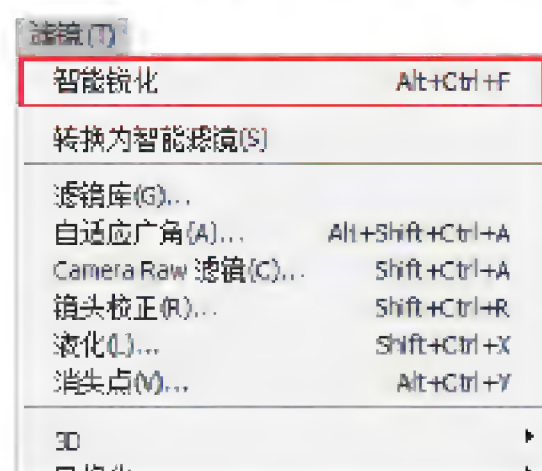 滤镜(T)
智能锐化 Alt+Ctrl+F
转换为智能滤镜(S)
滤镜库(G)...
自适应广角(A)... Alt+Shift+Ctrl+A
Camera Raw 滤镜(C)... Shift+Ctrl+A
镜头校正(R)... Shift+Ctrl+R
液化(L)... Shift+Ctrl+X
消失点(V)... Alt+Ctrl+V
3D